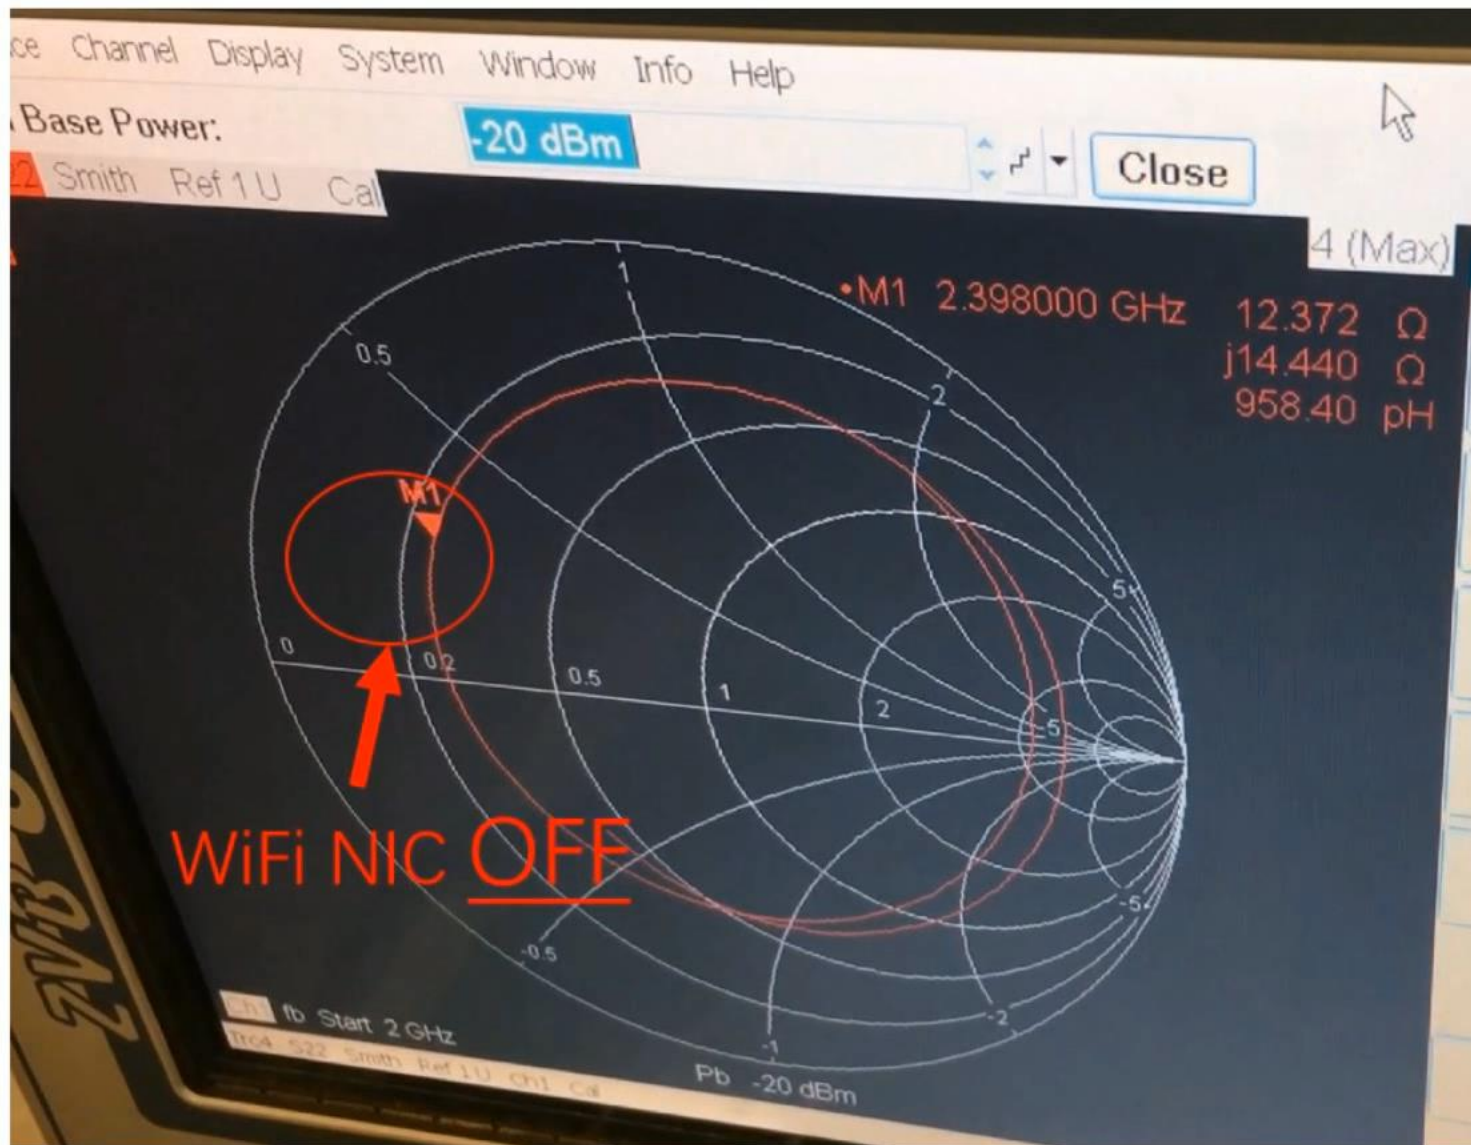 ce Channel Display System Window Info Help
Base Power: -20 dBm Close
22 Smith Ref 1 U Cal
4 (Max)
•M1 2.398000 GHz 12.372 Ω
j14.440 Ω
958.40 pH
1
0.5
2
M1
5
0
0.2
0.5
1
2
5
WiFi NIC OFF
-5
-0.5
-2
-1
Ch1 fb Start 2 GHz
Pb -20 dBm
Trc4 S22 Smith Ref 1 U Ch1 Cal
ZVB